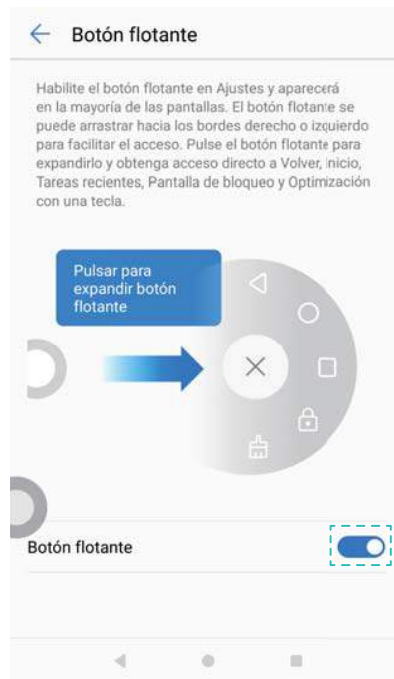 Botón flotante
Habilite el botón flotante en Ajustes y aparecerá
en la mayoría de las pantallas. El botón flotante se
puede arrastrar hacia los bordes derecho o izquierdo
para facilitar el acceso. Pulse el botón flotante para
expandirlo y obtenga acceso directo a Volver, Inicio,
Tareas recientes, Pantalla de bloqueo y Optimización
con una tecla.
Pulsar para
expandir botón
flotante
Botón flotante